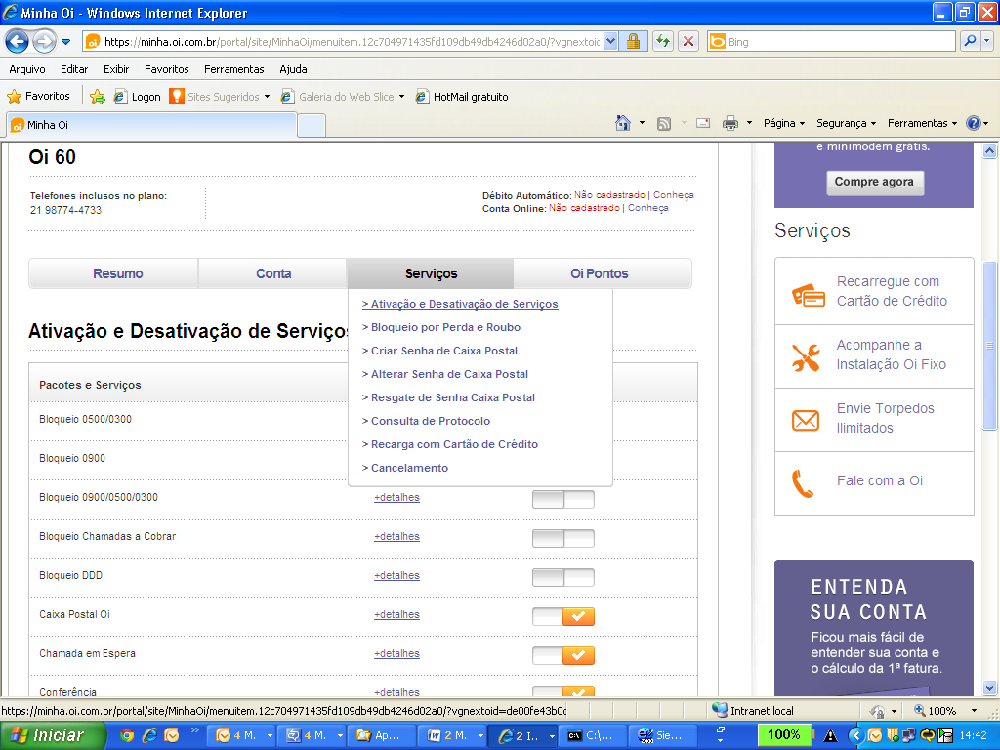 Minha Oi - Windows Internet Explorer
https://minha.oi.com.br/portal/site/MinhaOi/menuitem.12c704971435fd109db49db4246d02a0/?vgnextoic
Bing
Arquivo Editar Exibir Favoritos Ferramentas Ajuda
Favoritos Logon Sites Sugeridos Galeria do Web Slice HotMail gratuito
Minha Oi
Página Segurança Ferramentas
Oi 60
Telefones inclusos no plano:
21 98774-4733
Débito Automático: Não cadastrado | Conheça
Conta Online: Não cadastrado | Conheça
Resumo Conta Serviços Oi Pontos
> Ativação e Desativação de Serviços
> Bloqueio por Perda e Roubo
> Criar Senha de Caixa Postal
> Alterar Senha de Caixa Postal
> Resgate de Senha Caixa Postal
> Consulta de Protocolo
> Recarga com Cartão de Crédito
> Cancelamento
Ativação e Desativação de Serviços
Pacotes e Serviços
Bloqueio 0500/0300
Bloqueio 0900
Bloqueio 0900/0500/0300 +detalhes
Bloqueio Chamadas a Cobrar +detalhes
Bloqueio DDD +detalhes
Caixa Postal Oi +detalhes
Chamada em Espera +detalhes
Conferência +detalhes
e minimodem grátis.
Compre agora
Serviços
Recarregue com
Cartão de Crédito
Acompanhe a
Instalação Oi Fixo
Envie Torpedos
Ilimitados
Fale com a Oi
ENTENDA
SUA CONTA
Ficou mais fácil de
entender sua conta e
o cálculo da 1ª fatura.
https://minha.oi.com.br/portal/site/MinhaOi/menuitem.12c704971435fd109db49db4246d02a0/?vgnextoid=de00fe43b0c
Intranet local
100%
Iniciar
4 M...
4 M...
Ap...
2 M...
2 I...
C:\...
Sie...
100%
14:42